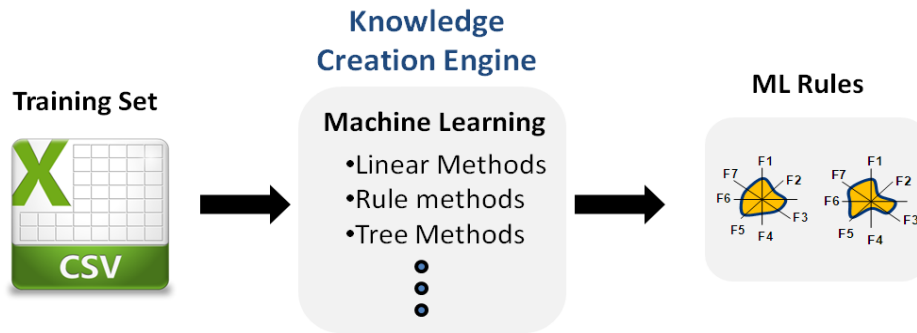 Knowledge
Creation Engine
Training Set
X
CSV
Machine Learning
•Linear Methods
•Rule methods
•Tree Methods
ML Rules
F1
F2
F3
F4
F5
F6
F7
F1
F2
F3
F4
F5
F6
F7